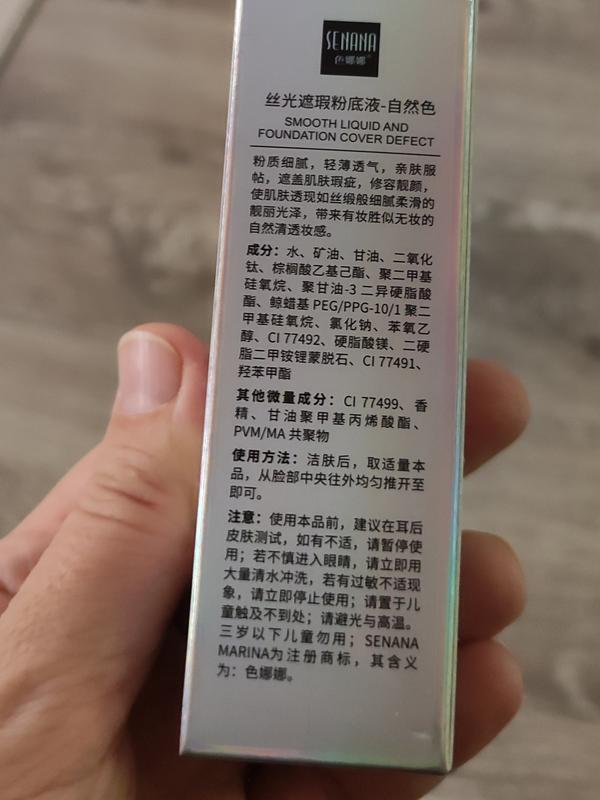 SENANA
色娜娜
丝光遮瑕粉底液-自然色
SMOOTH LIQUID AND
FOUNDATION COVER DEFECT
粉质细腻，轻薄透气，亲肤服
帖，遮盖肌肤瑕疵，修容靓颜，
使肌肤透现如丝缎般细腻柔滑的
靓丽光泽，带来有妆胜似无妆的
自然清透妆感。
成分：水、矿油、甘油、二氧化
钛、棕榈酸乙基己酯、聚二甲基
硅氧烷、聚甘油-3 二异硬脂酸
酯、鲸蜡基 PEG/PPG-10/1 聚二
甲基硅氧烷、氯化钠、苯氧乙
醇、CI 77492、硬脂酸镁、二硬
脂二甲铵锂蒙脱石、CI 77491、
羟苯甲酯
其他微量成分：CI 77499、香
精、甘油聚甲基丙烯酸酯、
PVM/MA 共聚物
使用方法：洁肤后，取适量本
品，从脸部中央往外均匀推开至
即可。
注意：使用本品前，建议在耳后
皮肤测试，如有不适，请暂停使
用；若不慎进入眼睛，请立即用
大量清水冲洗，若有过敏不适现
象，请立即停止使用；请置于儿
童触及不到处；请避光与高温。
三岁以下儿童勿用；SENANA
MARINA为注册商标，其含义
为：色娜娜。